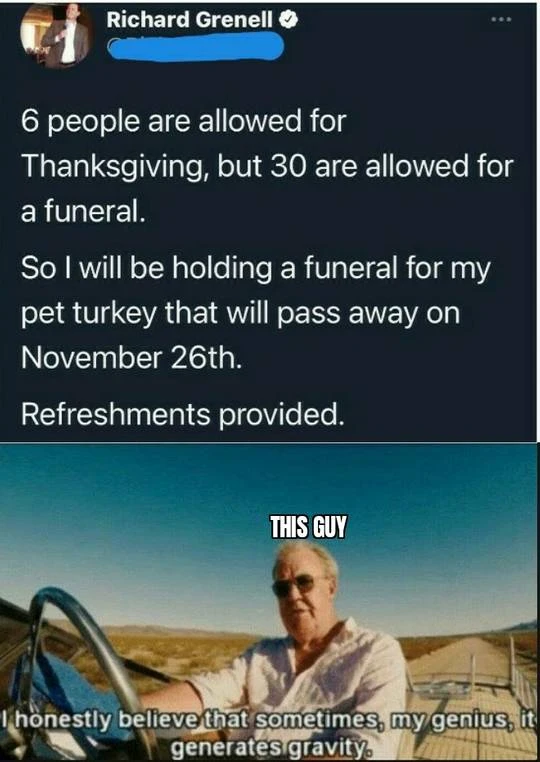 Richard Grenell
6 people are allowed for
Thanksgiving, but 30 are allowed for
a funeral.
So I will be holding a funeral for my
pet turkey that will pass away on
November 26th.
Refreshments provided.
THIS GUY
I honestly believe that sometimes, my genius, it
generates gravity.